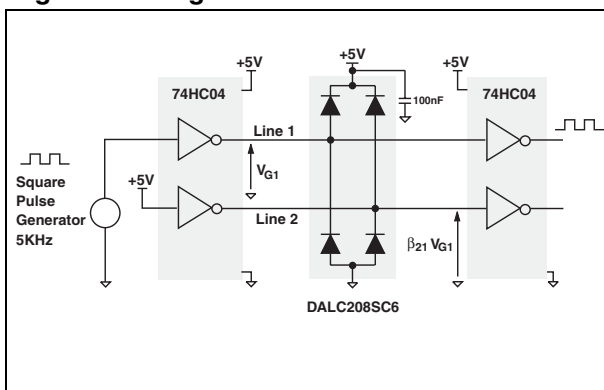 +5V
+5V
+5V
74HC04
74HC04
100nF
Line 1
VG1
Square
Pulse
Generator
5KHz
+5V
Line 2
β21 VG1
DALC208SC6